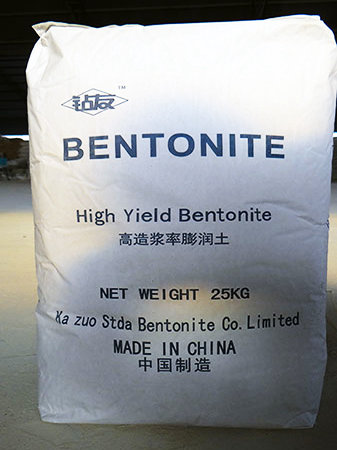 钻友 TM
BENTONITE
High Yield Bentonite
高造浆率膨润土
NET WEIGHT 25KG
Ka zuo Stda Bentonite Co. Limited
MADE IN CHINA
中国制造